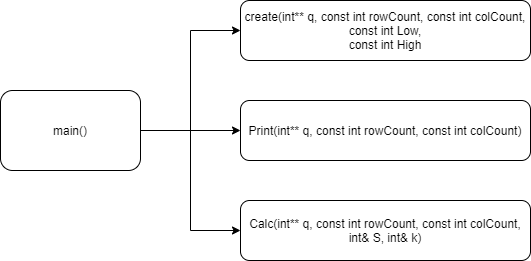 create(int** q, const int rowCount, const int colCount,
const int Low,
const int High
main()
Print(int** q, const int rowCount, const int colCount)
Calc(int** q, const int rowCount, const int colCount,
int& S, int& k)